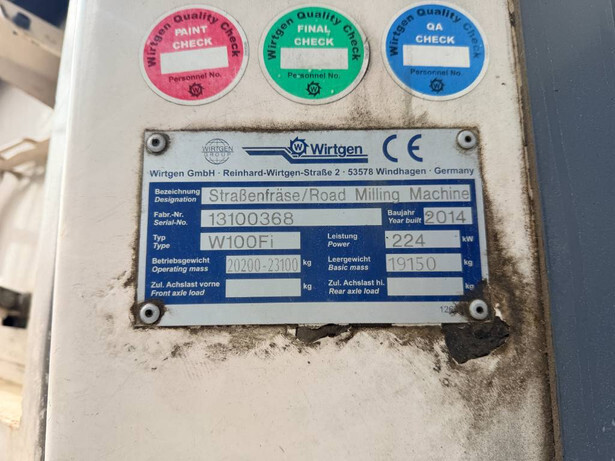 Wirtgen Quality Check
PAINT
CHECK
Personnel No.
Wirtgen Quality Check
FINAL
CHECK
Personnel No.
Wirtgen Quality Check
QA
CHECK
Personnel No.
WIRTGEN
GROUP
Wirtgen
CE
Wirtgen GmbH · Reinhard-Wirtgen-Straße 2 · 53578 Windhagen · Germany
Bezeichnung Straßenfräse/Road Milling Machine
Designation
Fabr.-Nr. 13100368 Baujahr 2014
Serial-No. Year built
Typ W100Fi Leistung 224 kW
Type Power
Betriebsgewicht 20200-23100 kg Leergewicht 19150 kg
Operating mass Basic mass
Zul. Achslast vorne kg Zul. Achslast hi. kg
Front axle load Rear axle load